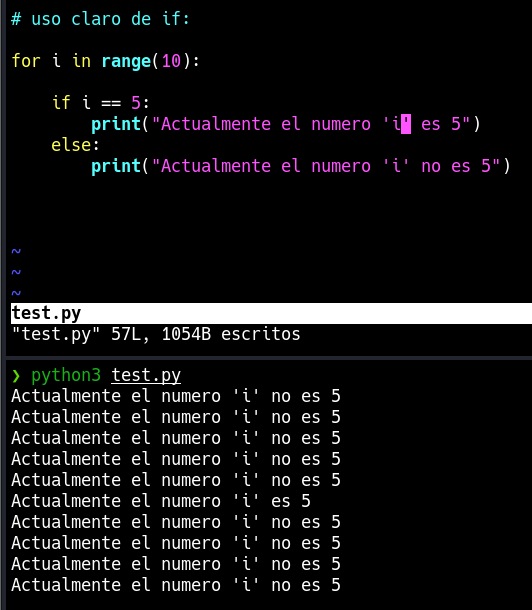 # uso claro de if:
for i in range(10):
    if i == 5:
        print("Actualmente el numero 'i' es 5")
    else:
        print("Actualmente el numero 'i' no es 5")
~
~
~
test.py
"test.py" 57L, 1054B escritos
❯ python3 test.py
Actualmente el numero 'i' no es 5
Actualmente el numero 'i' no es 5
Actualmente el numero 'i' no es 5
Actualmente el numero 'i' no es 5
Actualmente el numero 'i' no es 5
Actualmente el numero 'i' es 5
Actualmente el numero 'i' no es 5
Actualmente el numero 'i' no es 5
Actualmente el numero 'i' no es 5
Actualmente el numero 'i' no es 5